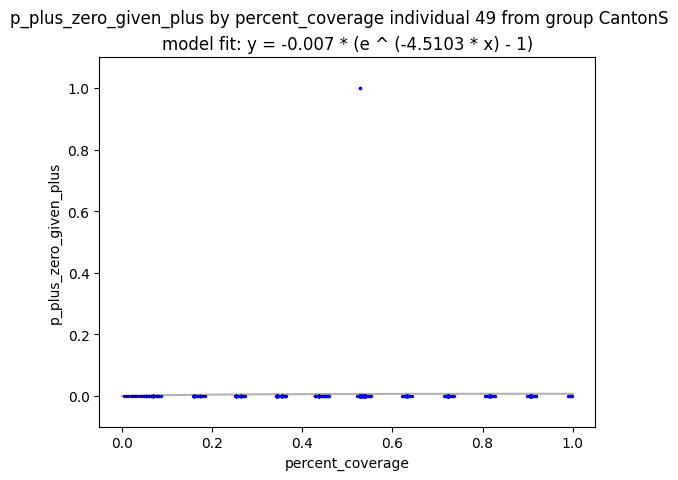 p_plus_zero_given_plus by percent_coverage individual 49 from group CantonS
model fit: y = -0.007 * (e ^ (-4.5103 * x) - 1)
p_plus_zero_given_plus
1.0
0.8
0.6
0.4
0.2
0.0
0.0 0.2 0.4 0.6 0.8 1.0
percent_coverage